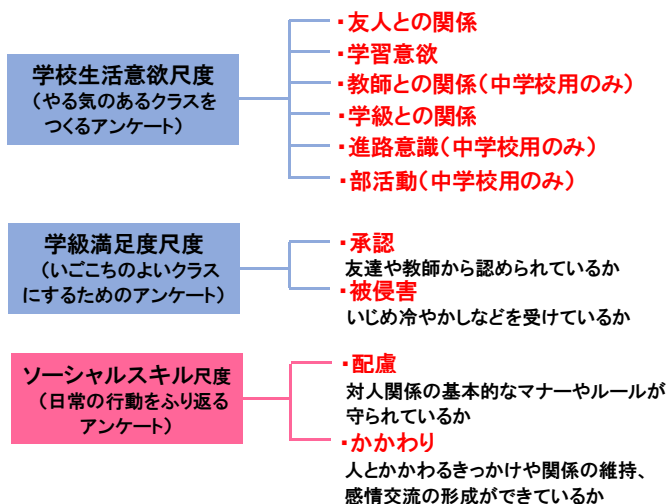 学校生活意欲尺度
（やる気のあるクラスを
つくるアンケート）
・友人との関係
・学習意欲
・教師との関係（中学校用のみ）
・学級との関係
・進路意識（中学校用のみ）
・部活動（中学校用のみ）
学級満足度尺度
（いごこちのよいクラス
にするためのアンケート）
・承認
友達や教師から認められているか
・被侵害
いじめ冷やかしなどを受けているか
ソーシャルスキル尺度
（日常の行動をふり返る
アンケート）
・配慮
対人関係の基本的なマナーやルールが
守られているか
・かかわり
人とかかわるきっかけや関係の維持、
感情交流の形成ができているか